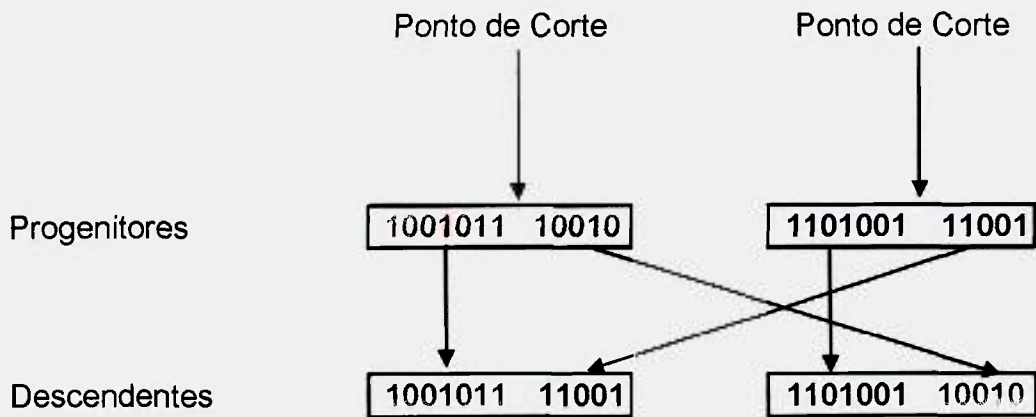 Ponto de Corte Ponto de Corte
Progenitores 1001011 10010 1101001 11001
Descendentes 1001011 11001 1101001 10010